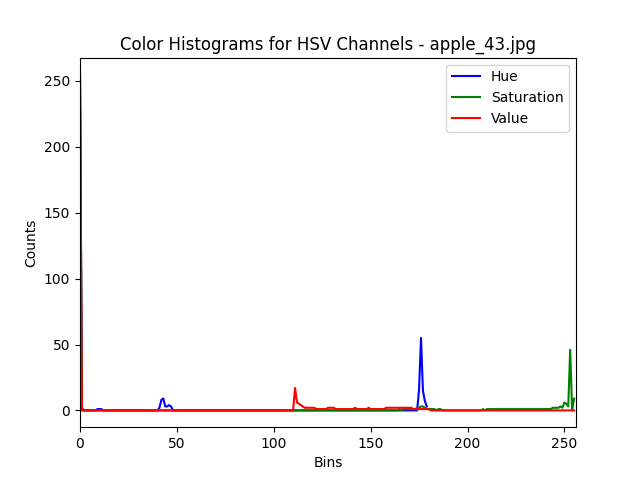 Color Histograms for HSV Channels - apple_43.jpg
Hue
Saturation
Value
250
200
150
100
50
0
Counts
0 50 100 150 200 250
Bins